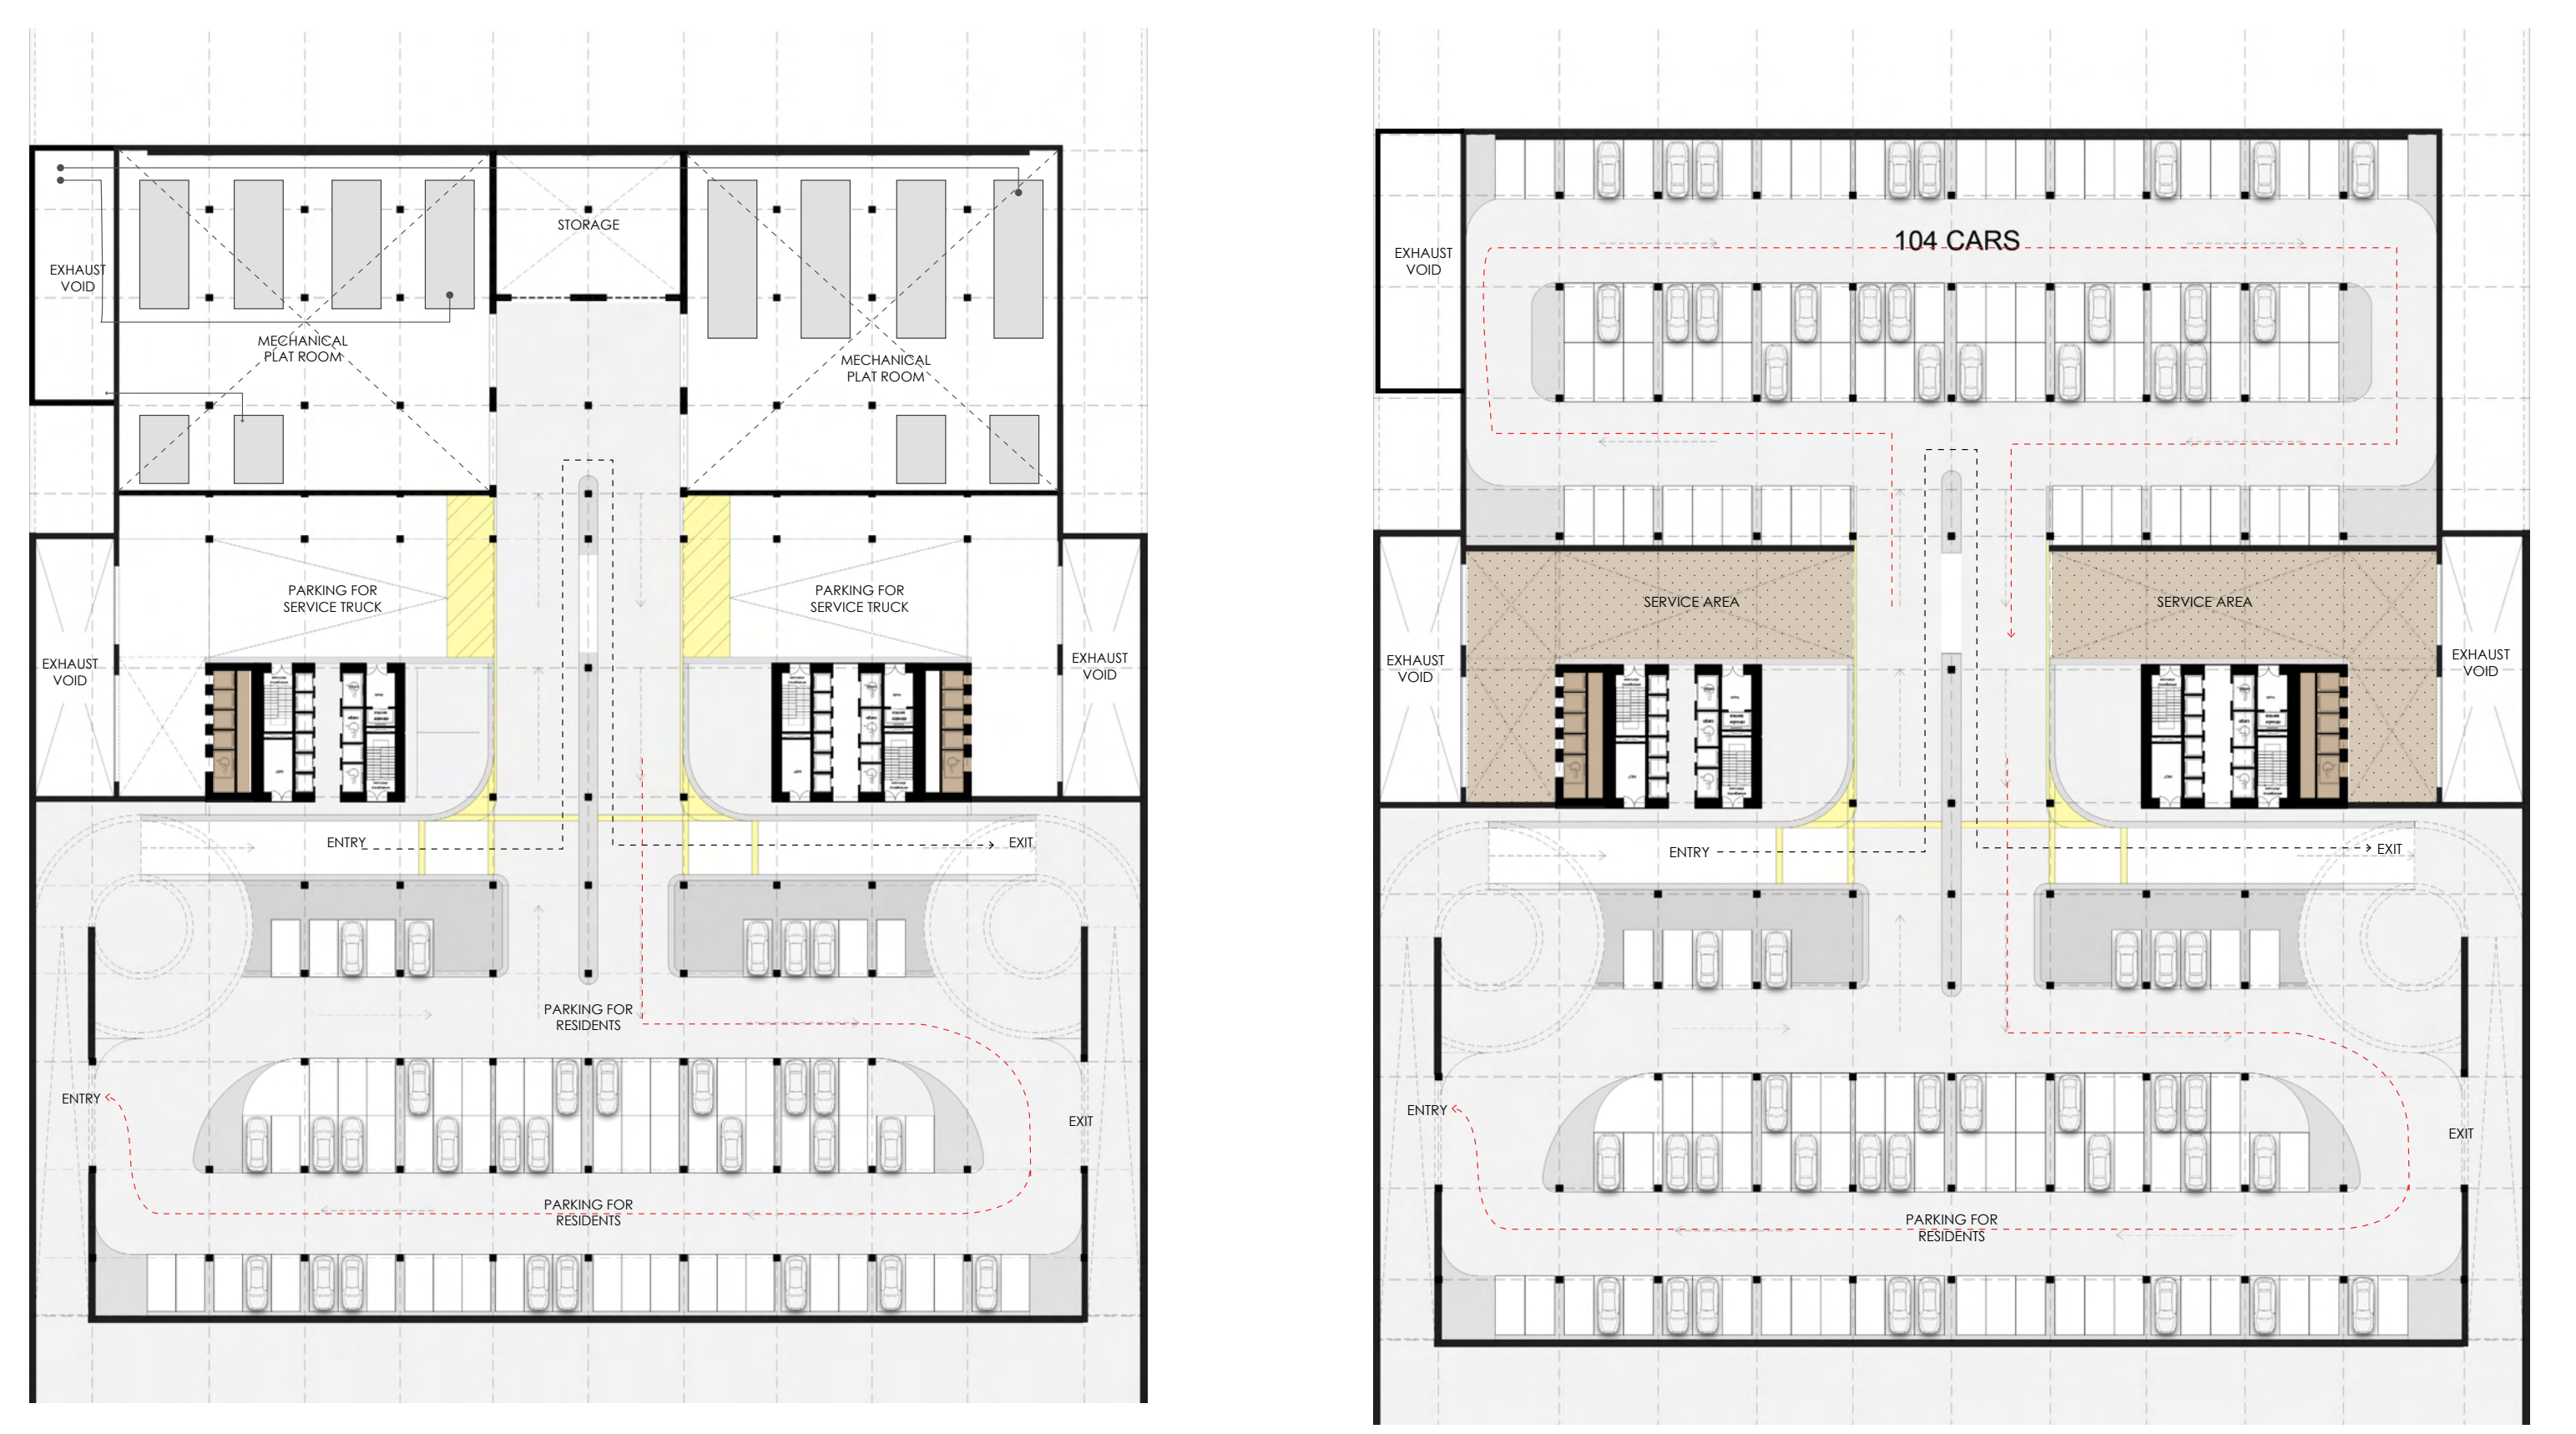 STORAGE
EXHAUST
VOID
MECHANICAL
PLAT ROOM
MECHANICAL
PLAT ROOM
PARKING FOR
SERVICE TRUCK
PARKING FOR
SERVICE TRUCK
EXHAUST
VOID
EXHAUST
VOID
ENTRY
EXIT
PARKING FOR
RESIDENTS
ENTRY
EXIT
PARKING FOR
RESIDENTS
104 CARS
EXHAUST
VOID
SERVICE AREA
SERVICE AREA
EXHAUST
VOID
EXHAUST
VOID
ENTRY
EXIT
ENTRY
EXIT
PARKING FOR
RESIDENTS